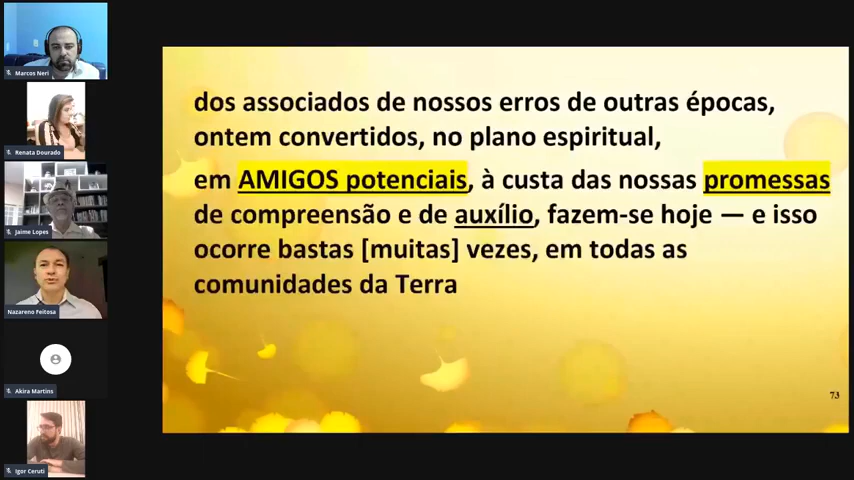 Marcos Neri
Renata Dourado
Jaime Lopes
Nazareno Feitosa
Akira Martins
Igor Ceruti
dos associados de nossos erros de outras épocas,
ontem convertidos, no plano espiritual,
em AMIGOS potenciais, à custa das nossas promessas
de compreensão e de auxílio, fazem-se hoje — e isso
ocorre bastas [muitas] vezes, em todas as
comunidades da Terra
73